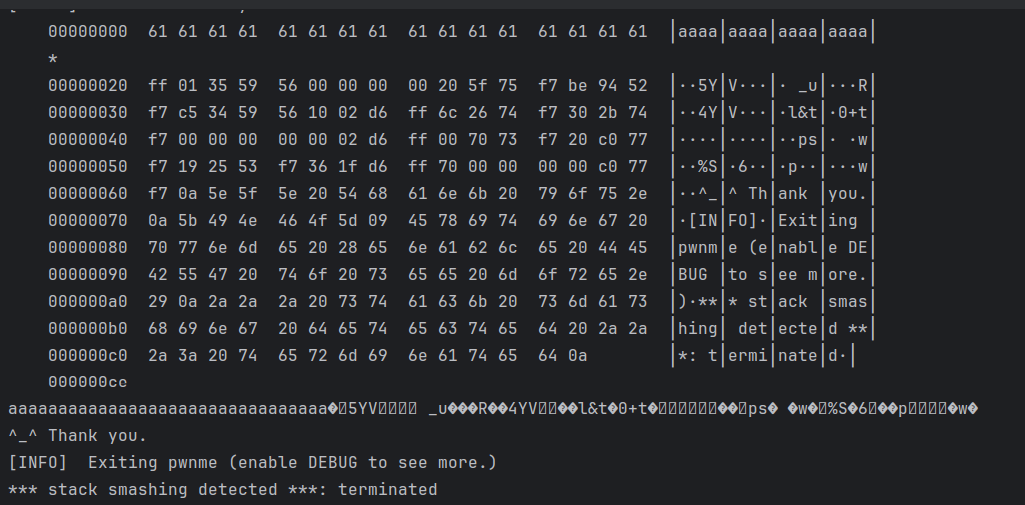 00000000  61 61 61 61  61 61 61 61  61 61 61 61  61 61 61 61  │aaaa│aaaa│aaaa│aaaa│
*
00000020  ff 01 35 59  56 00 00 00  00 20 5f 75  f7 be 94 52  │··5Y│V···│· _u│···R│
00000030  f7 c5 34 59  56 10 02 d6  ff 6c 26 74  f7 30 2b 74  │··4Y│V···│·l&t│·0+t│
00000040  f7 00 00 00  00 00 02 d6  ff 00 70 73  f7 20 c0 77  │····│····│··ps│· ·w│
00000050  f7 19 25 53  f7 36 1f d6  ff 70 00 00  00 00 c0 77  │··%S│·6··│·p··│···w│
00000060  f7 0a 5e 5f  5e 20 54 68  61 6e 6b 20  79 6f 75 2e  │··^_│^ Th│ank │you.│
00000070  0a 5b 49 4e  46 4f 5d 09  45 78 69 74  69 6e 67 20  │·[IN│FO]·│Exit│ing │
00000080  70 77 6e 6d  65 20 28 65  6e 61 62 6c  65 20 44 45  │pwnm│e (e│nabl│e DE│
00000090  42 55 47 20  74 6f 20 73  65 65 20 6d  6f 72 65 2e  │BUG │to s│ee m│ore.│
000000a0  29 0a 2a 2a  2a 20 73 74  61 63 6b 20  73 6d 61 73  │)·**│* st│ack │smas│
000000b0  68 69 6e 67  20 64 65 74  65 63 74 65  64 20 2a 2a  │hing│ det│ecte│d **│
000000c0  2a 3a 20 74  65 72 6d 69  6e 61 74 65  64 0a        │*: t│ermi│nate│d·│
000000ce
aaaaaaaaaaaaaaaaaaaaaaaaaaaaaaaa�5YV _u���R��4YV��l&t�0+t���ps� �w�%S�6��p�w�
^_^ Thank you.
[INFO]  Exiting pwnme (enable DEBUG to see more.)
*** stack smashing detected ***: terminated